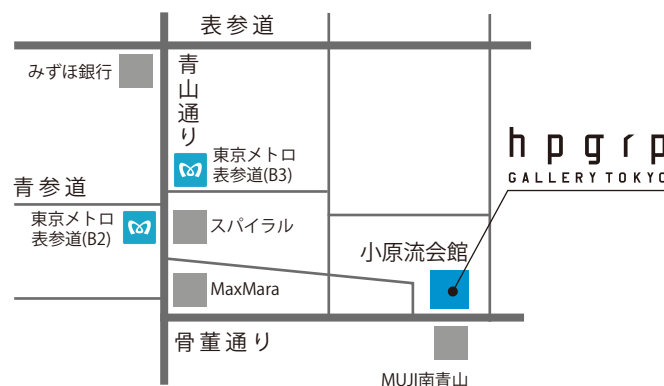 表参道
みずほ銀行
青山通り
hpgrp
GALLERY TOKYO
東京メトロ
表参道(B3)
青参道
東京メトロ
表参道(B2)
スパイラル
小原流会館
MaxMara
骨董通り
MUJI南青山